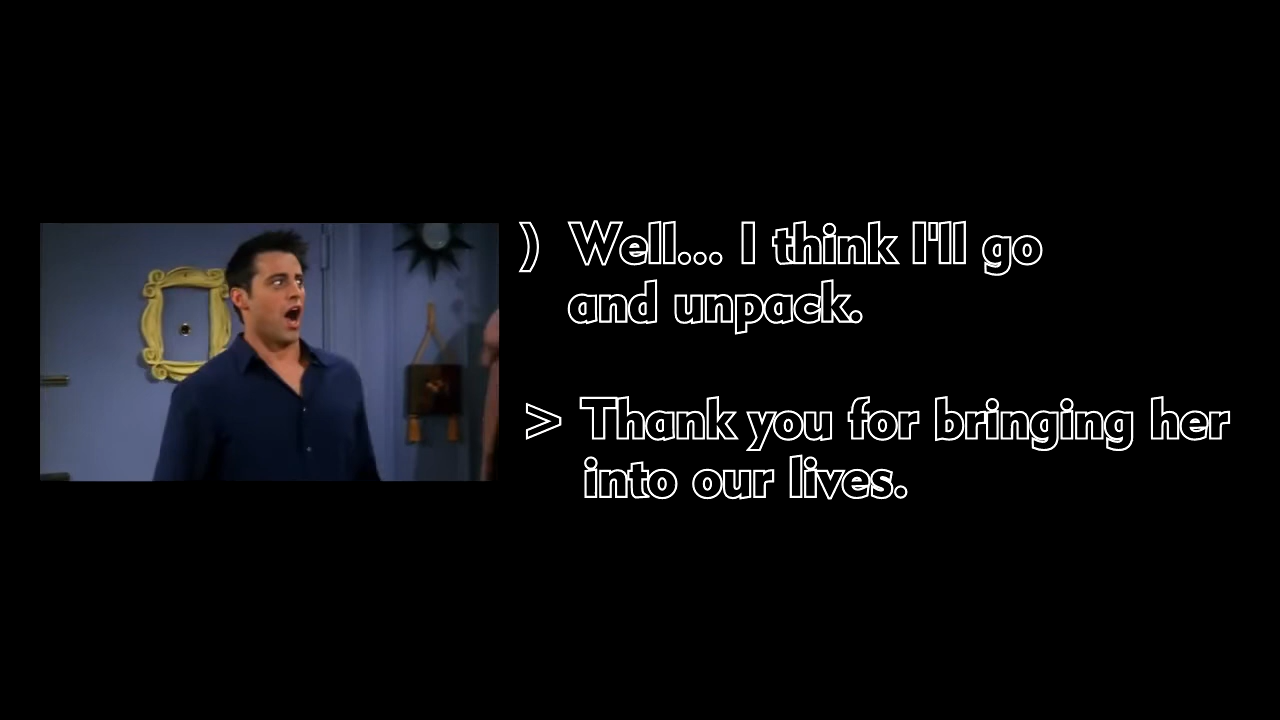 ) Well... I think I'll go
and unpack.
> Thank you for bringing her
into our lives.